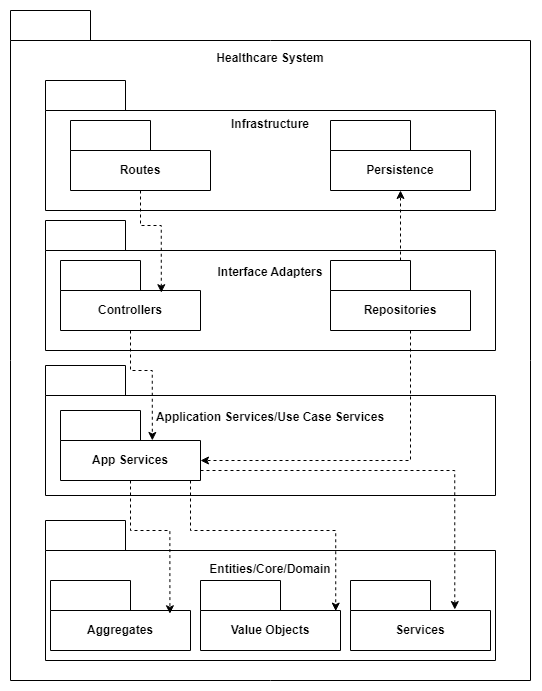 Healthcare System
Infrastructure
Routes
Persistence
Interface Adapters
Controllers
Repositories
Application Services/Use Case Services
App Services
Entities/Core/Domain
Aggregates
Value Objects
Services